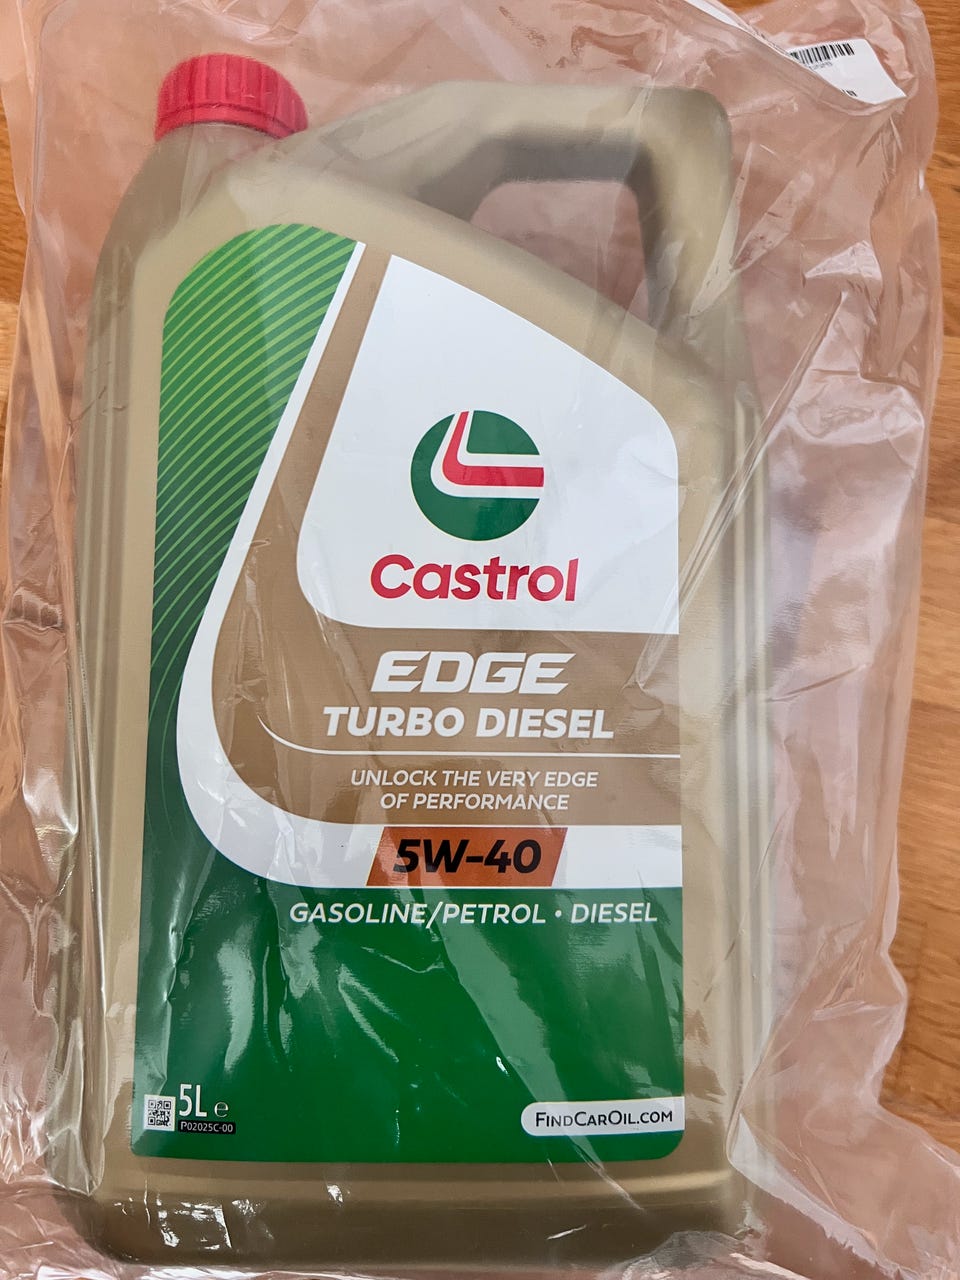 Castrol
EDGE
TURBO DIESEL
UNLOCK THE VERY EDGE
OF PERFORMANCE
5W-40
GASOLINE/PETROL • DIESEL
5L e
P02025C-00
FINDCAROIL.COM